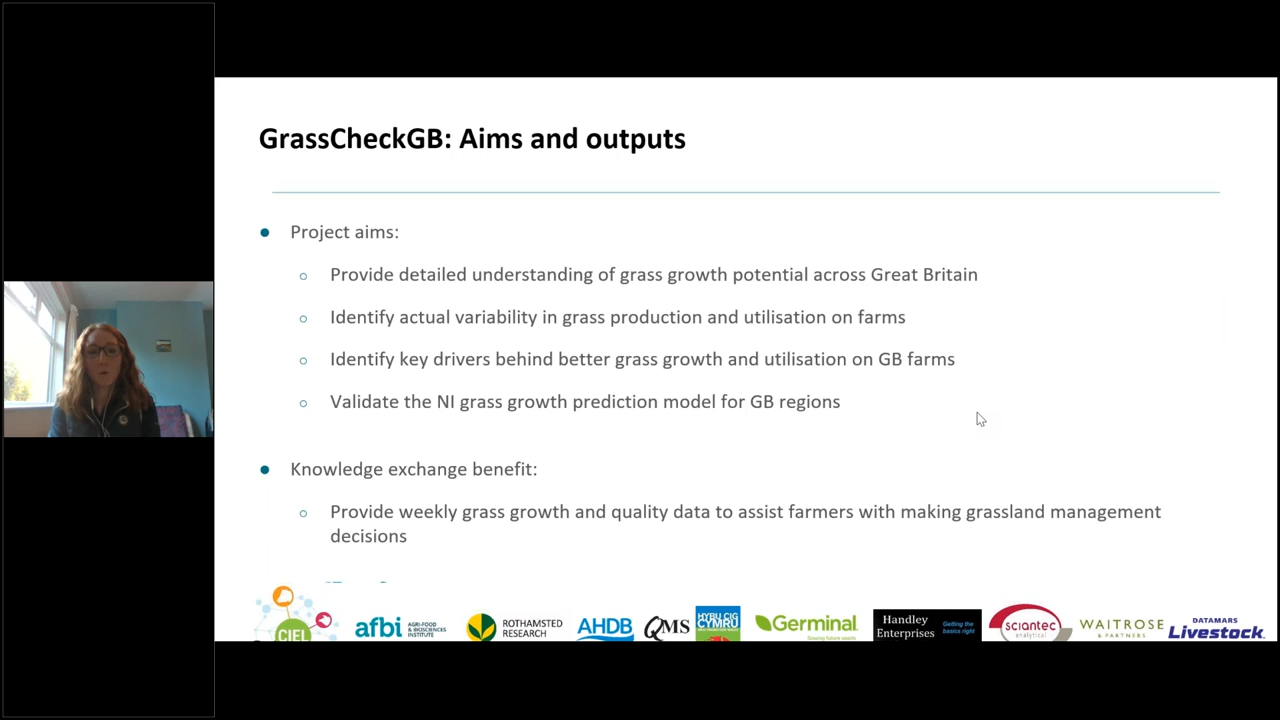 GrassCheckGB: Aims and outputs
Project aims:
Provide detailed understanding of grass growth potential across Great Britain
Identify actual variability in grass production and utilisation on farms
Identify key drivers behind better grass growth and utilisation on GB farms
Validate the NI grass growth prediction model for GB regions
Knowledge exchange benefit:
Provide weekly grass growth and quality data to assist farmers with making grassland management
decisions
CIEL
afbi
AGRI-FOOD
& BIOSCIENCES
INSTITUTE
ROTHAMSTED
RESEARCH
AHDB
QMS
HYBU CIG
CYMRU
Germinal
Handley
Enterprises
Getting the
basics right
sciantec
analytical
WAITROSE
& PARTNERS
DATAMARS
Livestock